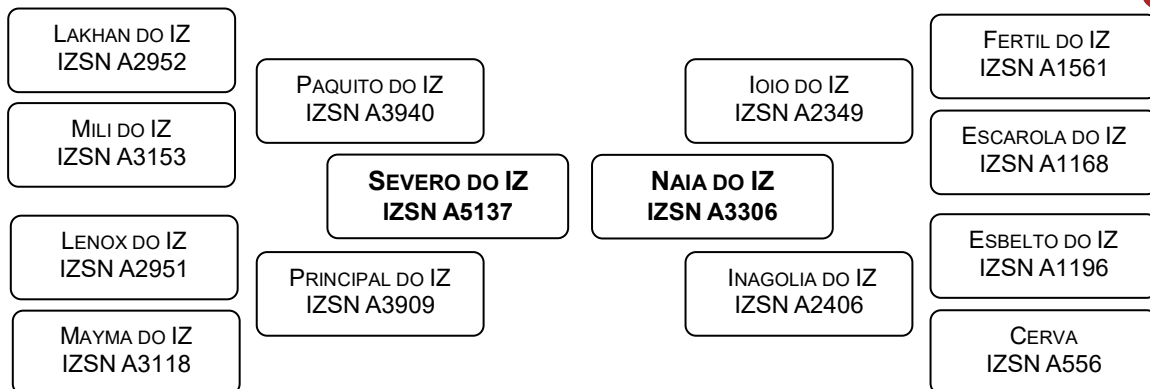 LAKHAN DO IZ
IZSN A2952
MILI DO IZ
IZSN A3153
LENOX DO IZ
IZSN A2951
MAYMA DO IZ
IZSN A3118
PAQUITO DO IZ
IZSN A3940
PRINCIPAL DO IZ
IZSN A3909
SEVERO DO IZ
IZSN A5137
NAIA DO IZ
IZSN A3306
IOIO DO IZ
IZSN A2349
INAGOLIA DO IZ
IZSN A2406
FERTIL DO IZ
IZSN A1561
ESCAROLA DO IZ
IZSN A1168
ESBELTO DO IZ
IZSN A1196
CERVA
IZSN A556